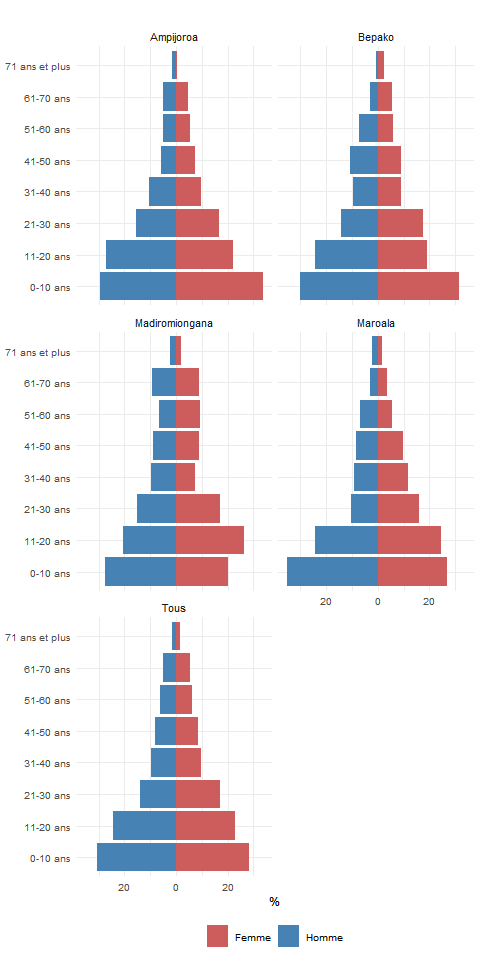 Ampijoroa
Bepako
71 ans et plus
61-70 ans
51-60 ans
41-50 ans
31-40 ans
21-30 ans
11-20 ans
0-10 ans
Madiromiongana
Maroala
71 ans et plus
61-70 ans
51-60 ans
41-50 ans
31-40 ans
21-30 ans
11-20 ans
0-10 ans
20 0 20
Tous
71 ans et plus
61-70 ans
51-60 ans
41-50 ans
31-40 ans
21-30 ans
11-20 ans
0-10 ans
20 0 20
%
Femme Homme